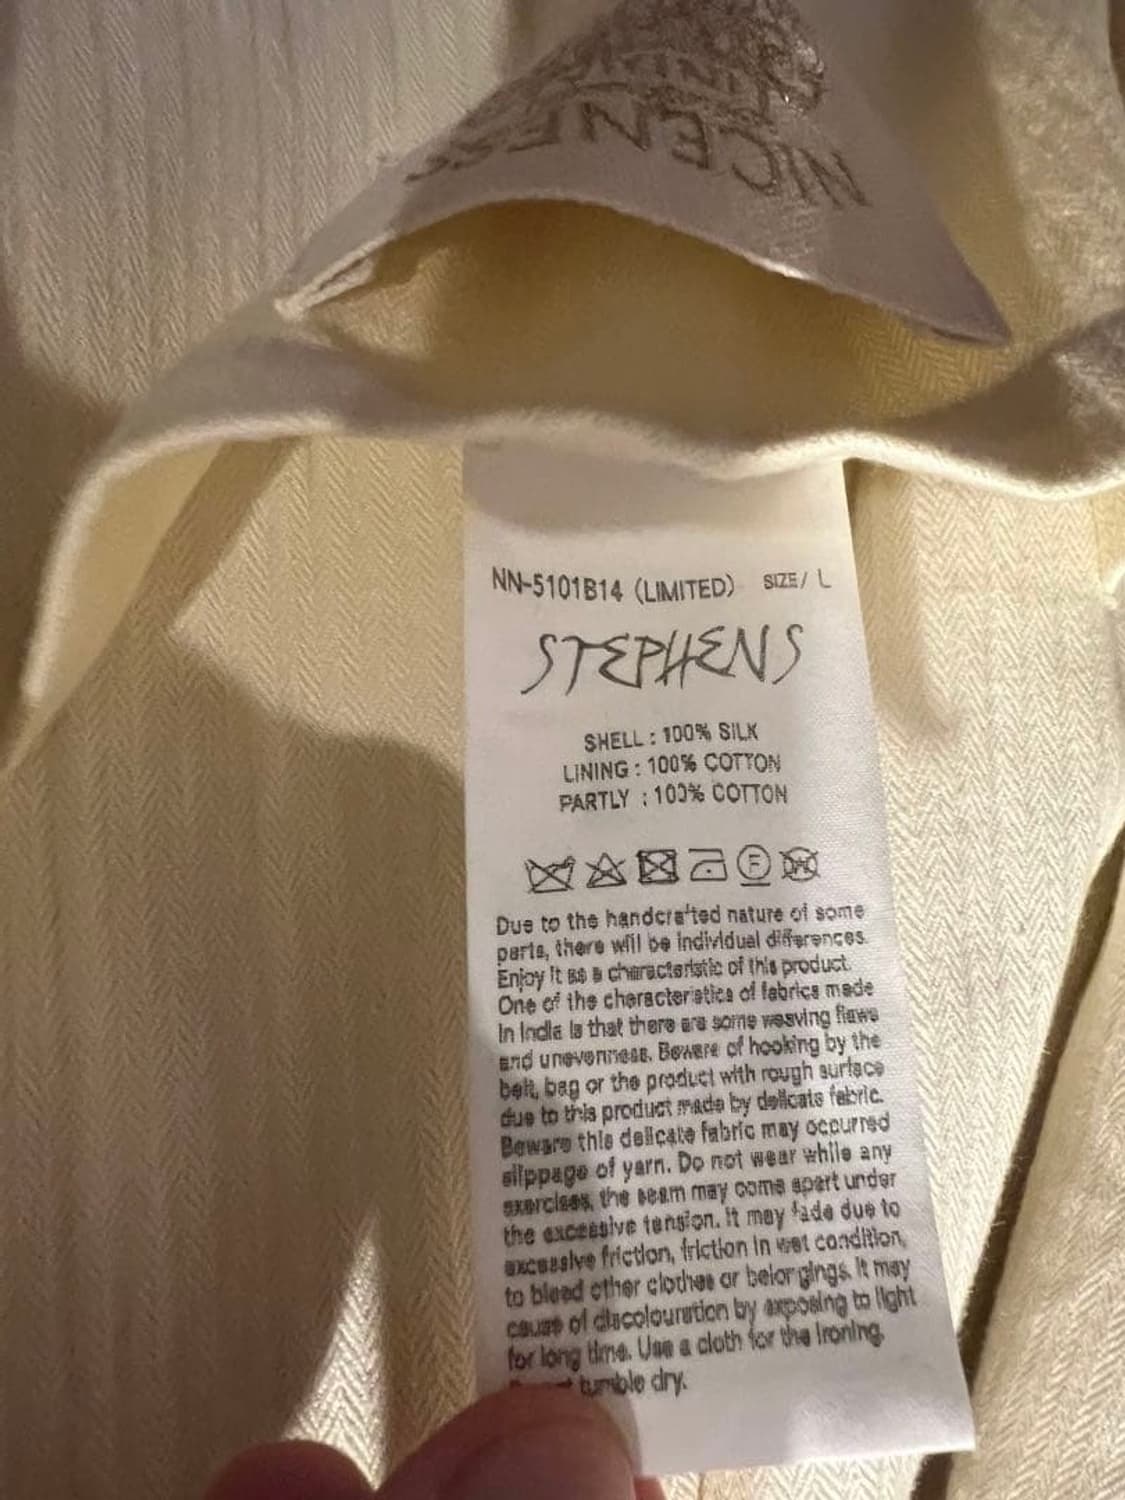 NICENESS
NN-5101B14 (LIMITED) SIZE/ L
STEPHENS
SHELL : 100% SILK
LINING : 100% COTTON
PARTLY : 100% COTTON
F
W
Due to the handcrafted nature of some
parts, there will be individual differences.
Enjoy it as a characteristic of this product.
One of the characteristics of fabrics made
in India is that there are some weaving flaws
and unevenness. Beware of hooking by the
belt, bag or the product with rough surface
due to this product made by delicate fabric.
Beware this delicate fabric may occurred
slippage of yarn. Do not wear while any
exercises, the seam may come apart under
the excessive tension. It may fade due to
excessive friction, friction in wet condition,
to bleed other clothes or belongings. It may
cause of discolouration by exposing to light
for long time. Use a cloth for the ironing.
tumble dry.